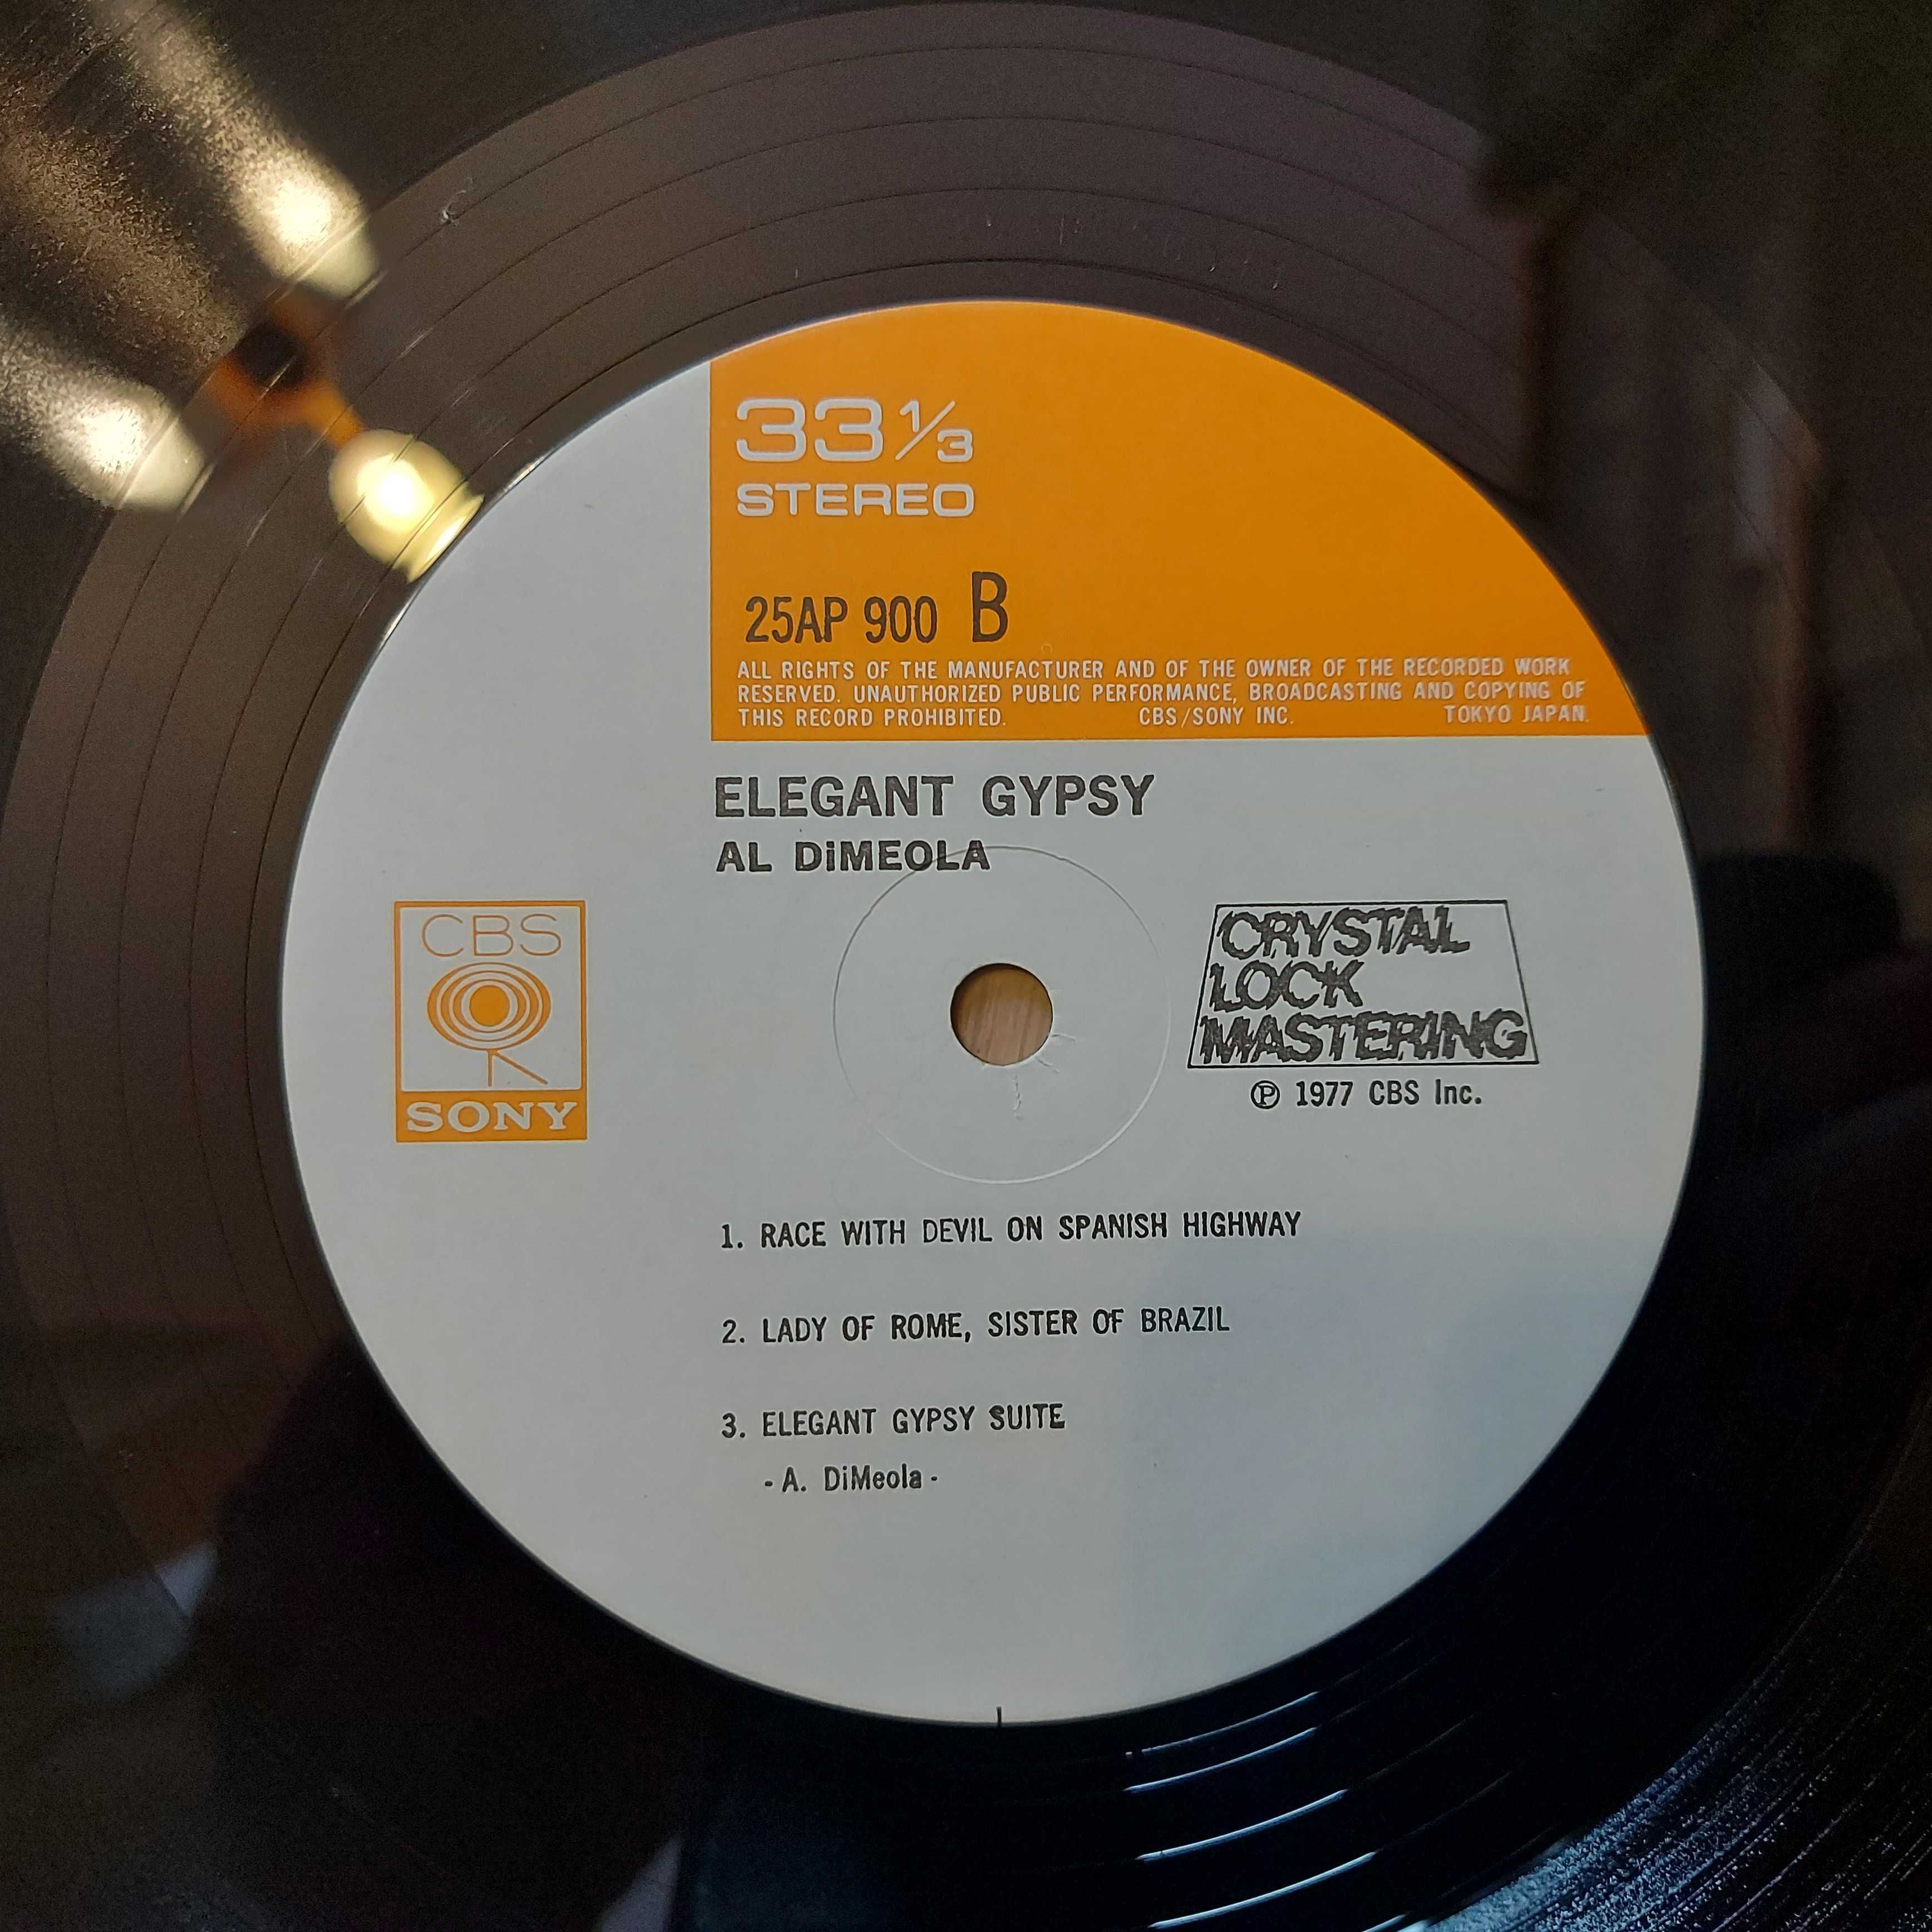 33 1/3
STEREO
25AP 900 B
ALL RIGHTS OF THE MANUFACTURER AND OF THE OWNER OF THE RECORDED WORK
RESERVED. UNAUTHORIZED PUBLIC PERFORMANCE, BROADCASTING AND COPYING OF
THIS RECORD PROHIBITED. CBS/SONY INC. TOKYO JAPAN.
ELEGANT GYPSY
AL DiMEOLA
CBS
SONY
CRYSTAL
LOCK
MASTERING
℗ 1977 CBS Inc.
1. RACE WITH DEVIL ON SPANISH HIGHWAY
2. LADY OF ROME, SISTER OF BRAZIL
3. ELEGANT GYPSY SUITE
- A. DiMeola -